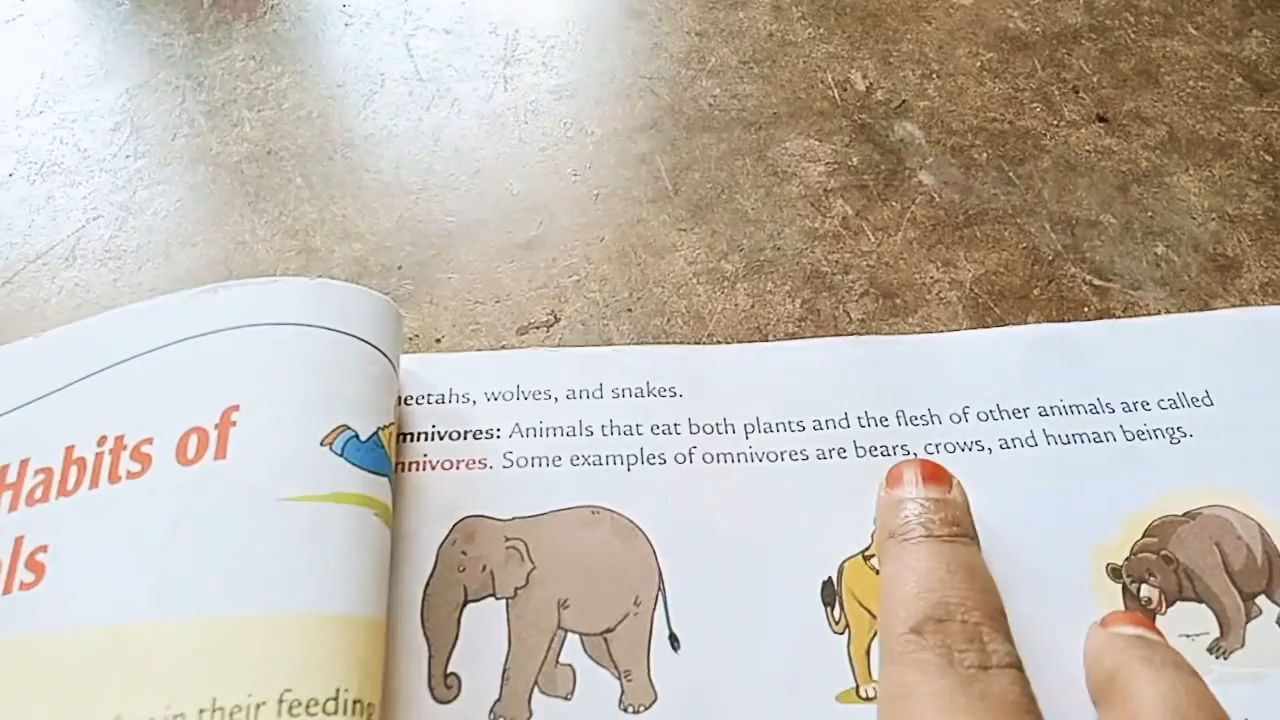 Habits of
ls
in their feeding
eetahs, wolves, and snakes.
mnivores: Animals that eat both plants and the flesh of other animals are called
nnivores. Some examples of omnivores are bears, crows, and human beings.